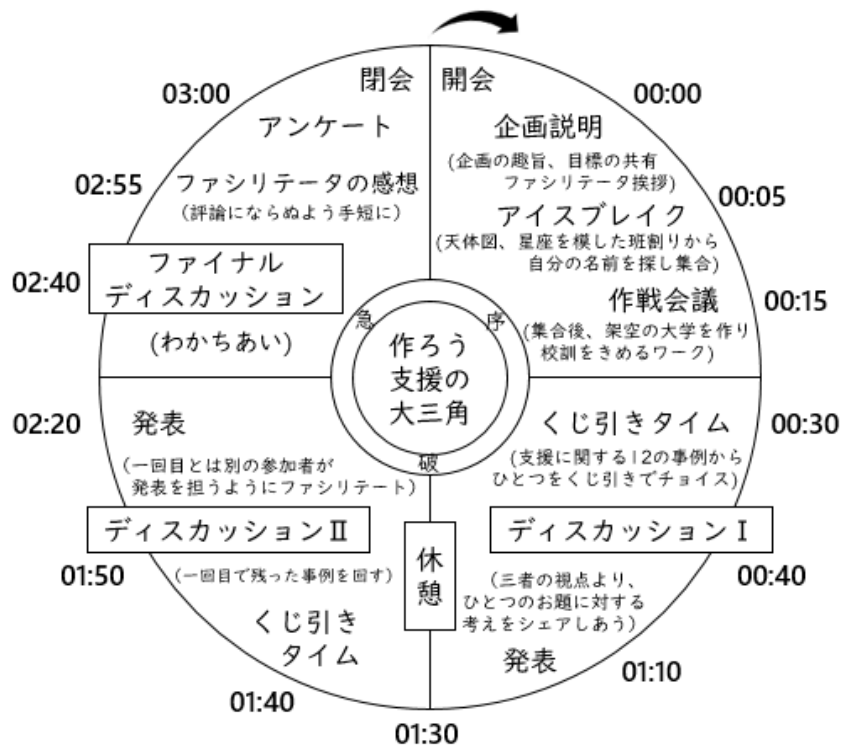 開会
00:00
企画説明
(企画の趣旨、目標の共有
ファシリテータ挨拶)
00:05
アイスブレイク
(天体図、星座を模した班割りから
自分の名前を探し集合)
00:15
作戦会議
(集合後、架空の大学を作り
校訓をきめるワーク)
00:30
くじ引きタイム
(支援に関する12の事例から
ひとつをくじ引きでチョイス)
ディスカッションⅠ
00:40
(三者の視点より、
ひとつのお題に対する
考えをシェアしあう)
発表
01:10
休
憩
01:30
くじ引き
タイム
01:40
ディスカッションⅡ
01:50
(一回目で残った事例を回す)
発表
02:20
(一回目とは別の参加者が
発表を担うようにファシリテート)
ファイナル
ディスカッション
02:40
(わかちあい)
ファシリテータの感想
02:55
(評論にならぬよう手短に)
アンケート
03:00
閉会
序
破
急
作ろう
支援の
大三角